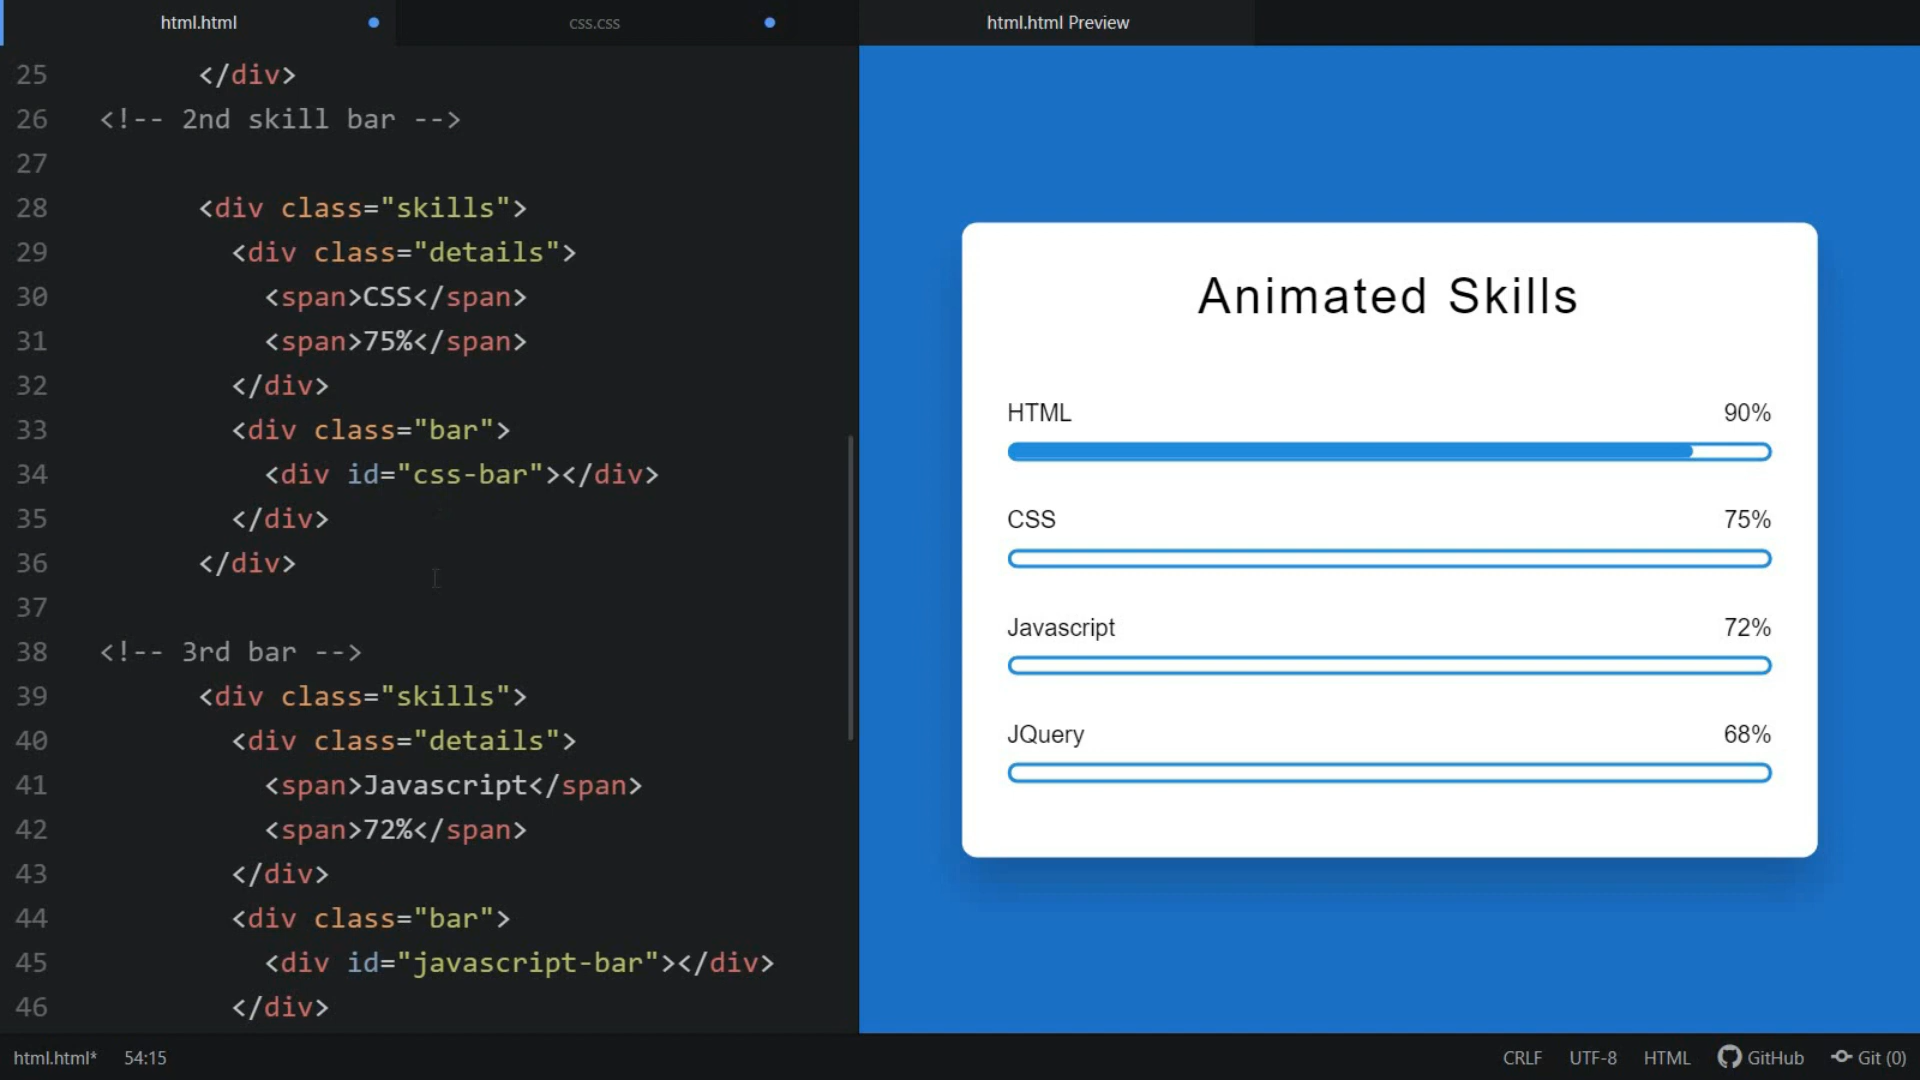 html.html
css.css
html.html Preview
25 </div>
26 <!-- 2nd skill bar -->
27
28 <div class="skills">
29 <div class="details">
30 <span>CSS</span>
31 <span>75%</span>
32 </div>
33 <div class="bar">
34 <div id="css-bar"></div>
35 </div>
36 </div>
37
38 <!-- 3rd bar -->
39 <div class="skills">
40 <div class="details">
41 <span>Javascript</span>
42 <span>72%</span>
43 </div>
44 <div class="bar">
45 <div id="javascript-bar"></div>
46 </div>
Animated Skills
HTML 90%
CSS 75%
Javascript 72%
JQuery 68%
html.html* 54:15 CRLF UTF-8 HTML GitHub Git (0)